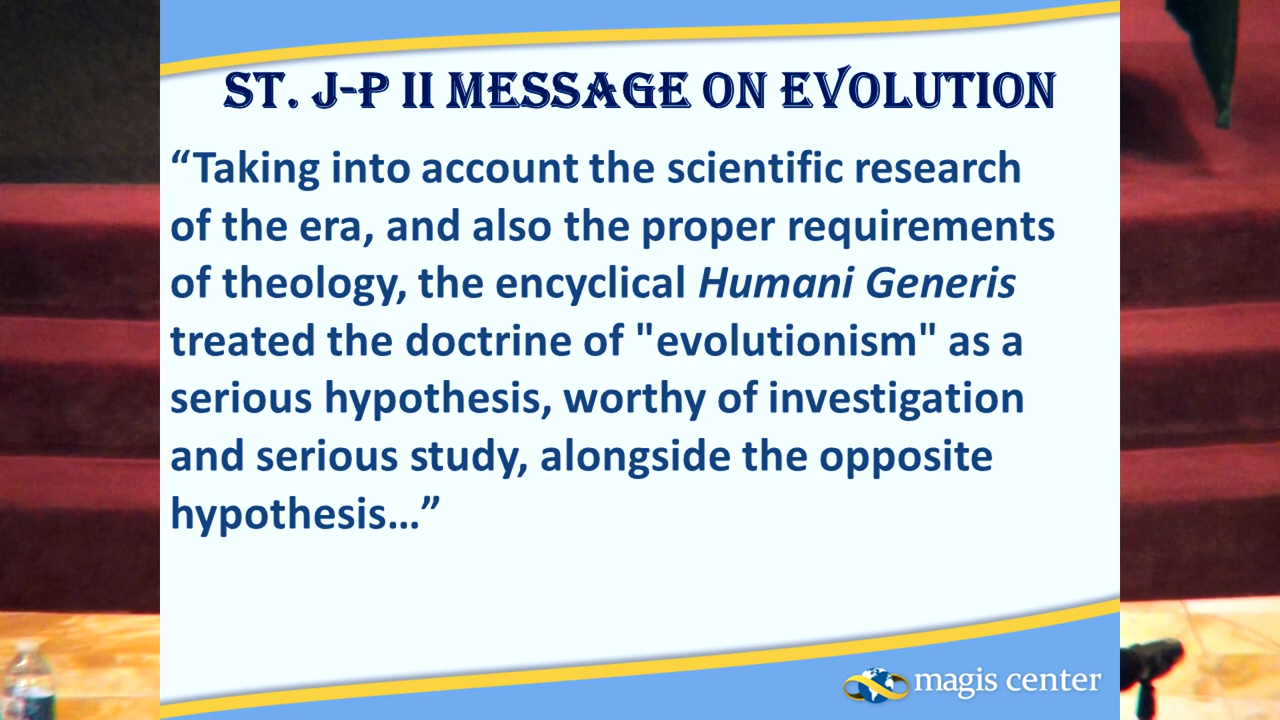 ST. J-P II MESSAGE ON EVOLUTION
“Taking into account the scientific research
of the era, and also the proper requirements
of theology, the encyclical Humani Generis
treated the doctrine of "evolutionism" as a
serious hypothesis, worthy of investigation
and serious study, alongside the opposite
hypothesis…”
magis center